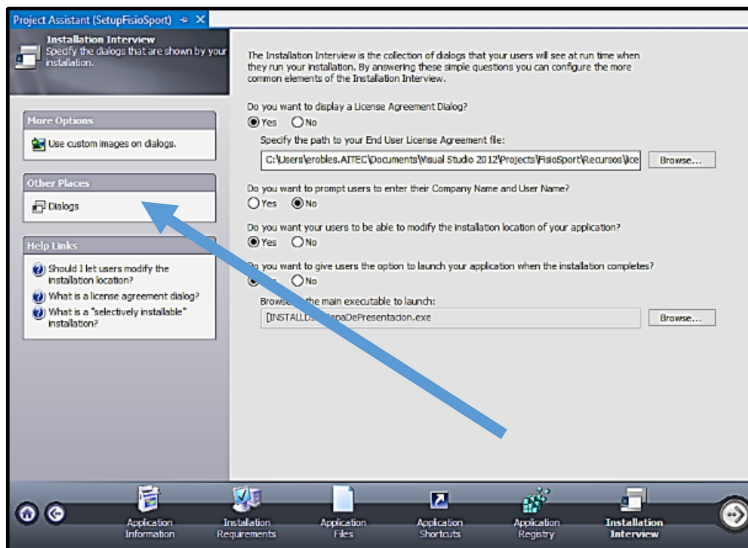 Project Assistant (SetupFisioSport)
Installation Interview
Specify the dialogs that are shown by your
installation.
More Options
Use custom images on dialogs.
Other Places
Dialogs
Help Links
Should I let users modify the
installation location?
What is a license agreement dialog?
What is a "selectively installable"
installation?
The Installation Interview is the collection of dialogs that your users will see at run time when
they run your installation. By answering these simple questions you can configure the more
common elements of the Installation Interview.
Do you want to display a License Agreement Dialog?
Yes No
Specify the path to your End User License Agreement file:
C:\Users\erobles.AITEC\Documents\Visual Studio 2012\Projects\FisioSport\Recursos\lice
Browse...
Do you want to prompt users to enter their Company Name and User Name?
Yes No
Do you want your users to be able to modify the installation location of your application?
Yes No
you want to give users the option to launch your application when the installation completes?
No
the main executable to launch:
Browse...
Application
Information
Installation
Requirements
Application
Files
Application
Shortcuts
Application
Registry
Installation
Interview